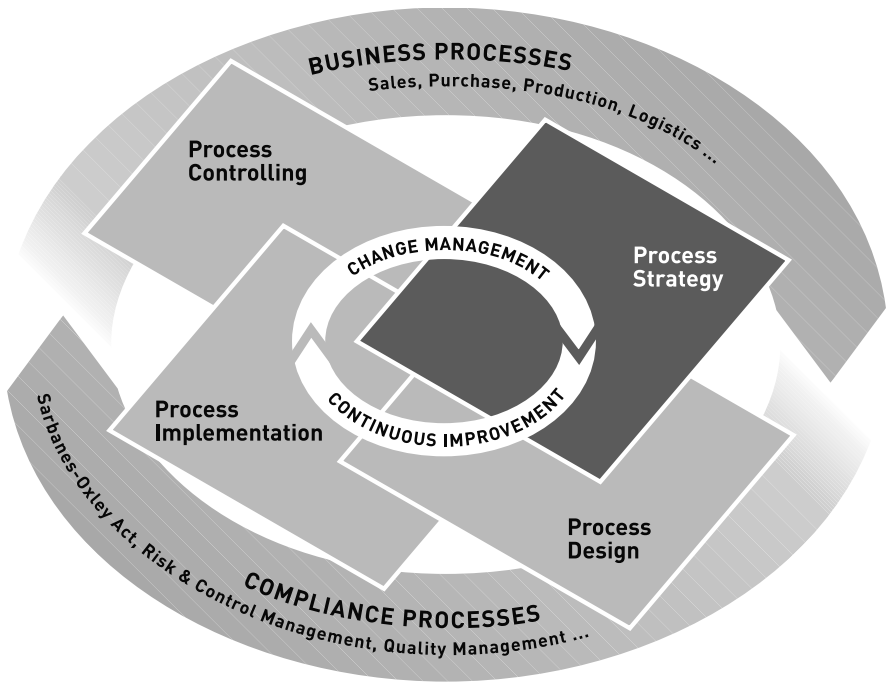 BUSINESS PROCESSES
Sales, Purchase, Production, Logistics ...
Process
Controlling
Process
Strategy
CHANGE MANAGEMENT
CONTINUOUS IMPROVEMENT
Process
Implementation
Process
Design
COMPLIANCE PROCESSES
Sarbanes-Oxley Act, Risk & Control Management, Quality Management ...